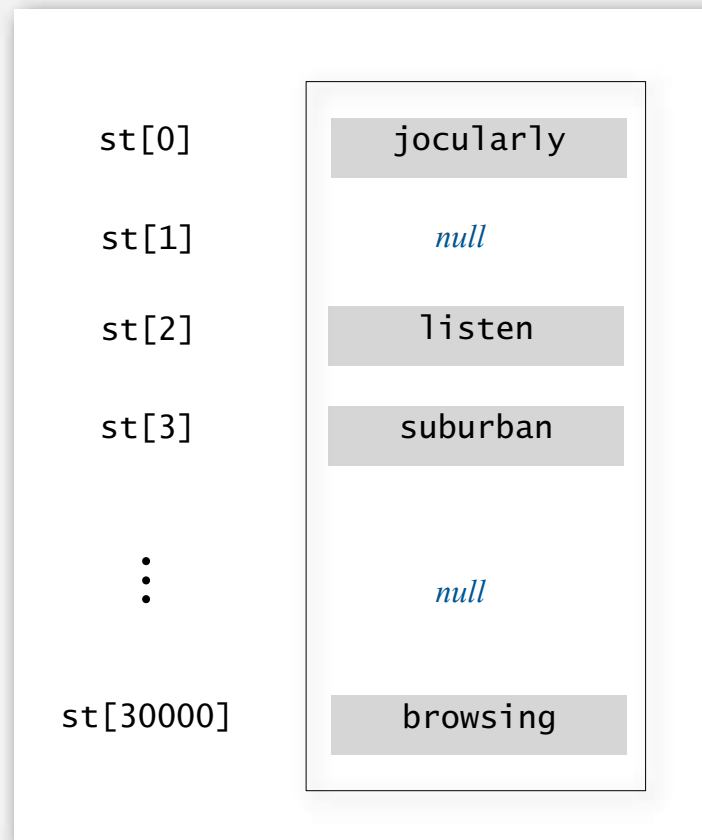 st[0] jocularly
st[1] null
st[2] listen
st[3] suburban
⋮ null
st[30000] browsing